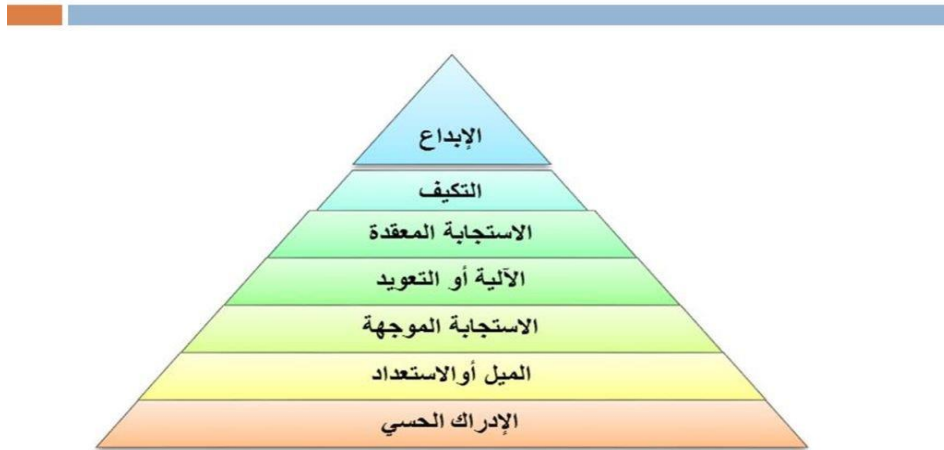 الإبداع
التكيف
الاستجابة المعقدة
الآلية أو التعويد
الاستجابة الموجهة
الميل أوالاستعداد
الإدراك الحسي